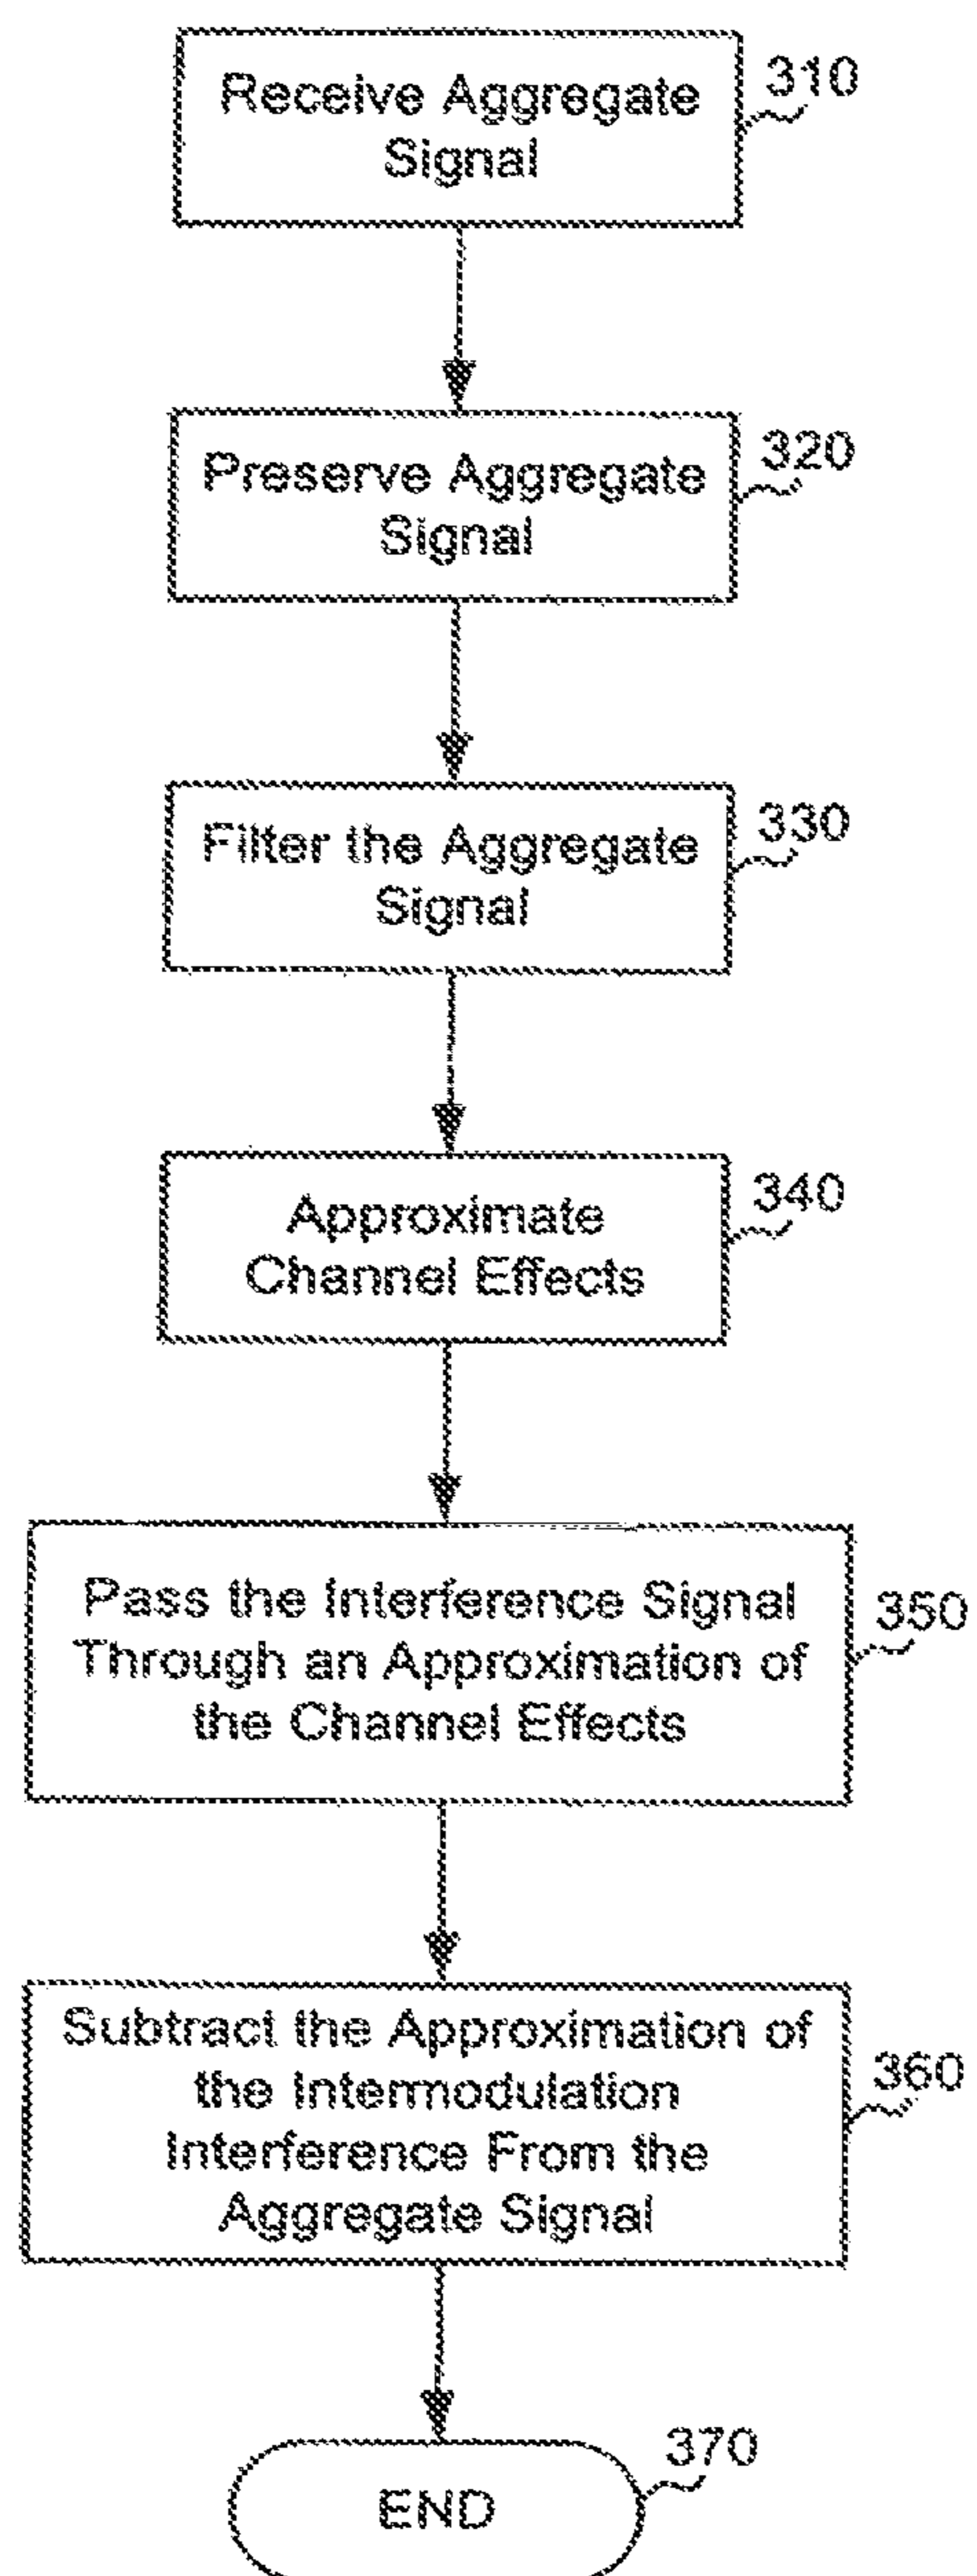 Receive Aggregate
Signal
310
Preserve Aggregate
Signal
320
Filter the Aggregate
Signal
330
Approximate
Channel Effects
340
Pass the Interference Signal
Through an Approximation of
the Channel Effects
350
Subtract the Approximation of
the Intermodulation
Interference From the
Aggregate Signal
360
END
370